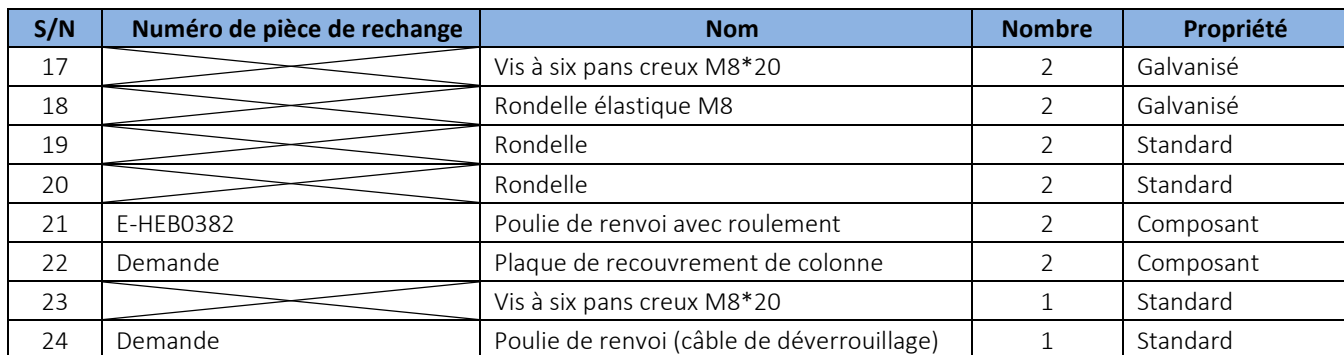 S/N Numéro de pièce de rechange Nom Nombre Propriété
17 Vis à six pans creux M8*20 2 Galvanisé
18 Rondelle élastique M8 2 Galvanisé
19 Rondelle 2 Standard
20 Rondelle 2 Standard
21 E-HEB0382 Poulie de renvoi avec roulement 2 Composant
22 Demande Plaque de recouvrement de colonne 2 Composant
23 Vis à six pans creux M8*20 1 Standard
24 Demande Poulie de renvoi (câble de déverrouillage) 1 Standard